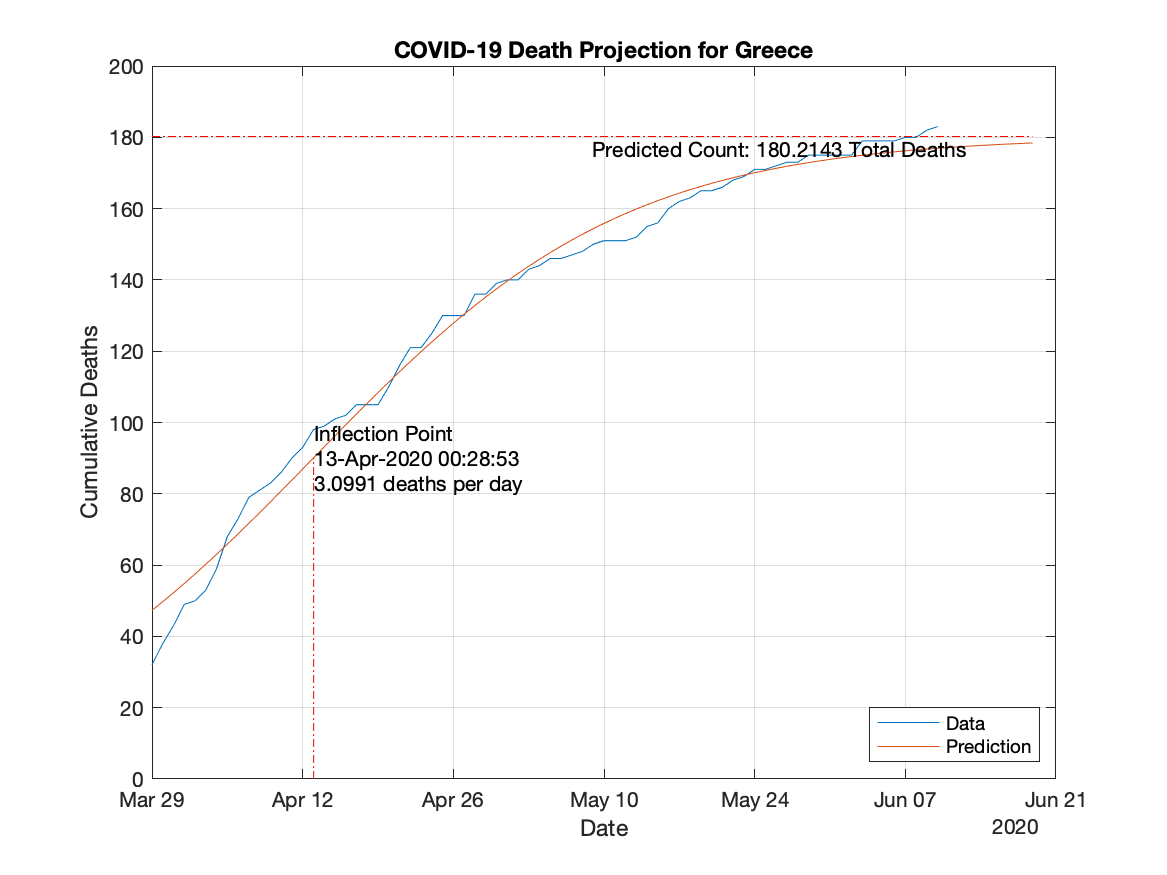 COVID-19 Death Projection for Greece
200
180
Predicted Count: 180.2143 Total Deaths
160
140
120
100
Inflection Point
13-Apr-2020 00:28:53
3.0991 deaths per day
80
60
40
20
0
Cumulative Deaths
Data
Prediction
Mar 29 Apr 12 Apr 26 May 10 May 24 Jun 07 Jun 21
Date
2020